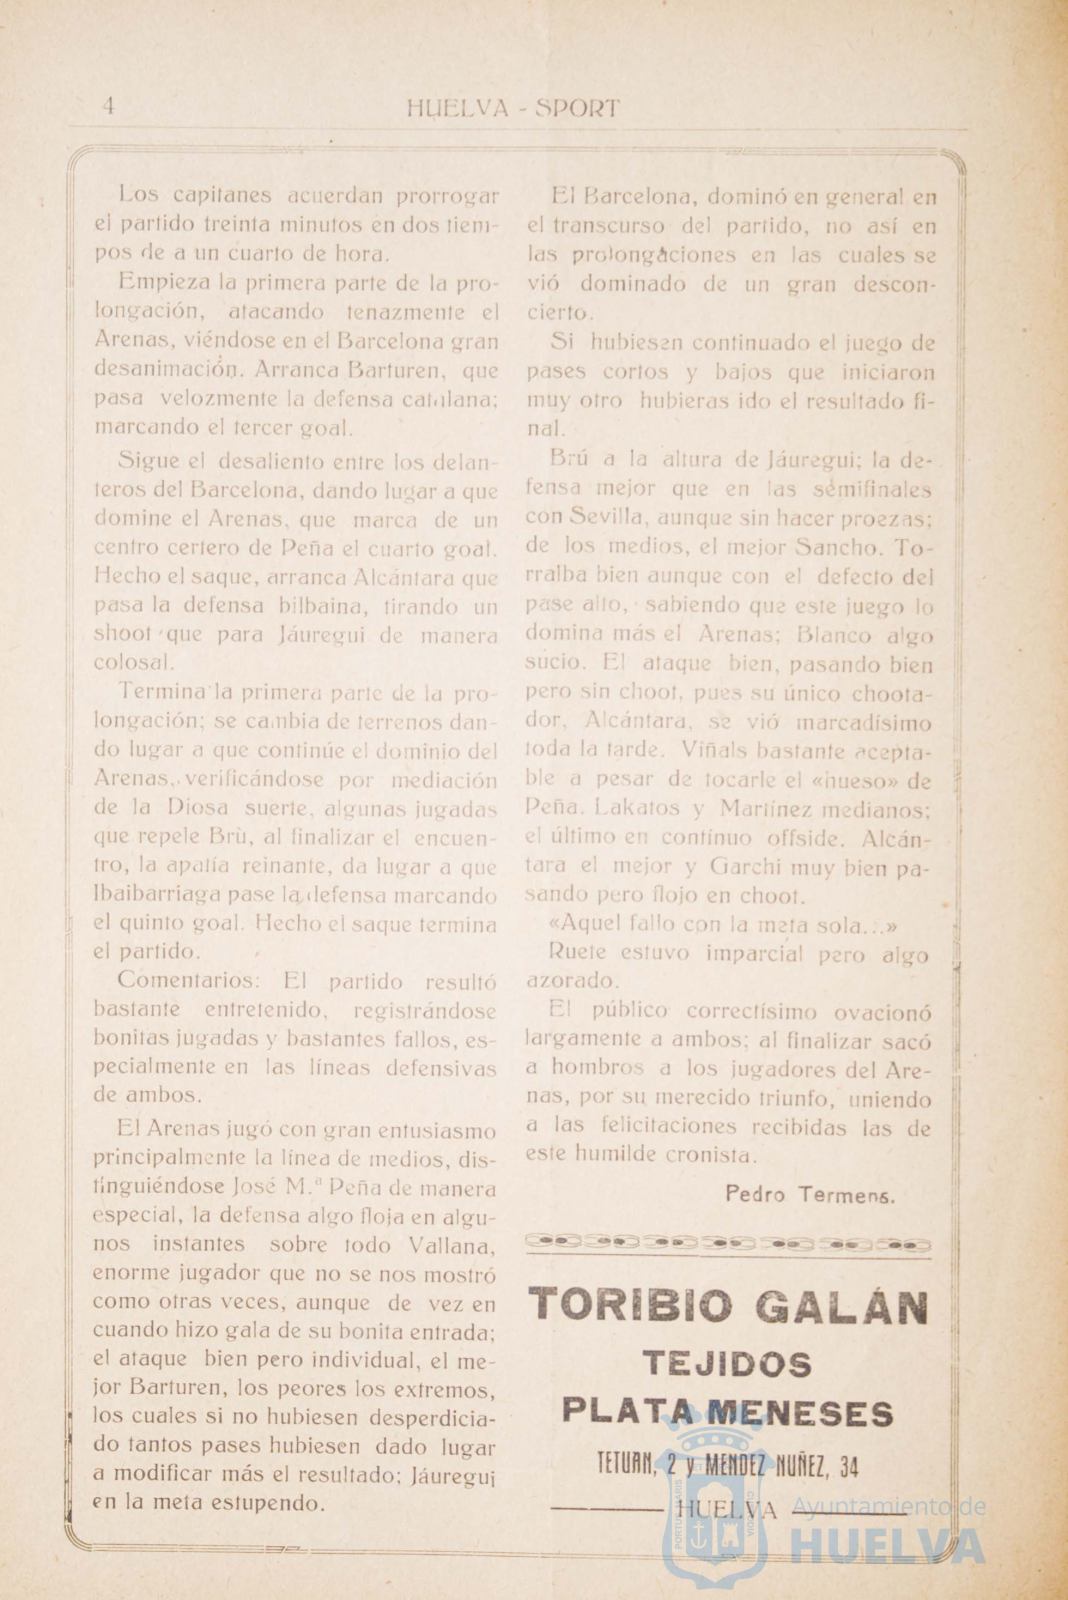 4
HUELVA - SPORT
Los capitanes acuerdan prorrogar
el partido treinta minutos en dos tiem-
pos de a un cuarto de hora.
Empieza la primera parte de la pro-
longación, atacando tenazmente el
Arenas, viéndose en el Barcelona gran
desanimación. Arranca Barturen, que
pasa velozmente la defensa catalana;
marcando el tercer goal.
Sigue el desaliento entre los delan-
teros del Barcelona, dando lugar a que
domine el Arenas, que marca de un
centro certero de Peña el cuarto goal.
Hecho el saque, arranca Alcántara que
pasa la defensa bilbaina, tirando un
shoot que para Jáuregui de manera
colosal.
Termina la primera parte de la pro-
longación; se cambia de terrenos dan-
do lugar a que continúe el dominio del
Arenas, verificándose por mediación
de la Diosa suerte, algunas jugadas
que repele Brù, al finalizar el encuen-
tro, la apatía reinante, da lugar a que
Ibaibarriaga pase la defensa marcando
el quinto goal. Hecho el saque termina
el partido.
Comentarios: El partido resultó
bastante entretenido, registrándose
bonitas jugadas y bastantes fallos, es-
pecialmente en las líneas defensivas
de ambos.
El Arenas jugó con gran entusiasmo
principalmente la línea de medios, dis-
tinguiéndose José M.ª Peña de manera
especial, la defensa algo floja en algu-
nos instantes sobre todo Vallana,
enorme jugador que no se nos mostró
como otras veces, aunque de vez en
cuando hizo gala de su bonita entrada;
el ataque bien pero individual, el me-
jor Barturen, los peores los extremos,
los cuales si no hubiesen desperdicia-
do tantos pases hubiesen dado lugar
a modificar más el resultado; Jáuregui
en la meta estupendo.
El Barcelona, dominó en general en
el transcurso del partido, no así en
las prolongaciones en las cuales se
vió dominado de un gran descon-
cierto.
Si hubiesen continuado el juego de
pases cortos y bajos que iniciaron
muy otro hubieras ido el resultado fi-
nal.
Brú a la altura de Jáuregui; la de-
fensa mejor que en las sémifinales
con Sevilla, aunque sin hacer proezas;
de los medios, el mejor Sancho. To-
rralba bien aunque con el defecto del
pase alto, sabiendo que este juego lo
domina más el Arenas; Blanco algo
sucio. El ataque bien, pasando bien
pero sin choot, pues su único choota-
dor, Alcántara, se vió marcadísimo
toda la tarde. Viñals bastante acepta-
ble a pesar de tocarle el «hueso» de
Peña. Lakatos y Martínez medianos;
el último en contínuo offside. Alcán-
tara el mejor y Garchi muy bien pa-
sando pero flojo en choot.
«Aquel fallo con la meta sola...»
Ruete estuvo imparcial pero algo
azorado.
El público correctísimo ovacionó
largamente a ambos; al finalizar sacó
a hombros a los jugadores del Are-
nas, por su merecido triunfo, uniendo
a las felicitaciones recibidas las de
este humilde cronista.
Pedro Termens.
TORIBIO GALÁN
TEJIDOS
PLATA MENESES
TETUAN, 2 y MENDEZ NUÑEZ, 34
HUELVA
Ayuntamiento de
HUELVA